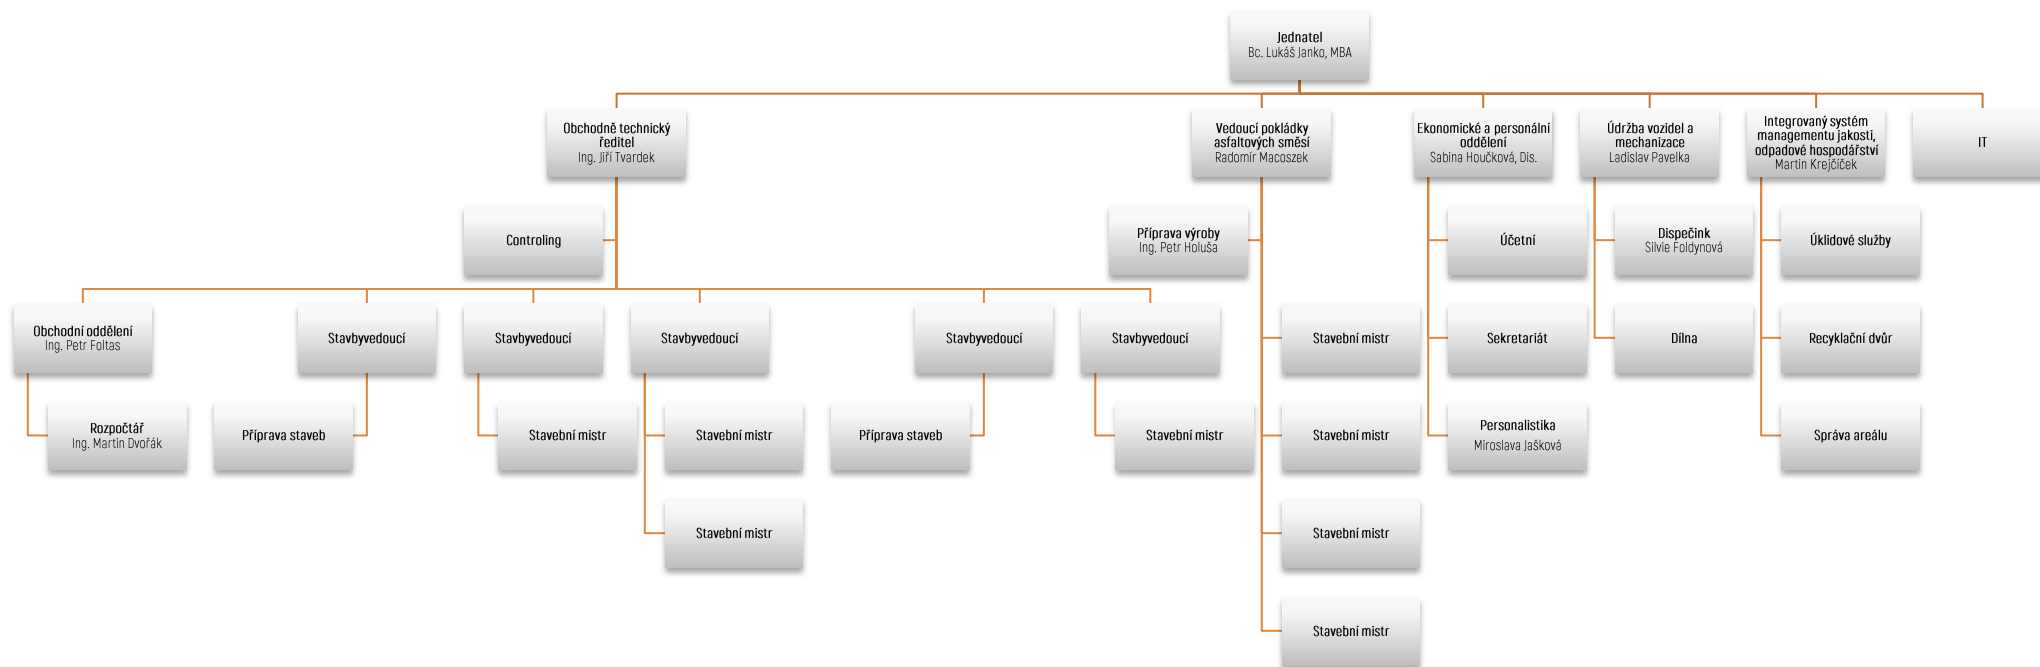 Jednatel
Bc. Lukáš Janko, MBA
Obchodně technický
ředitel
Ing. Jiří Tvardek
Vedoucí pokládky
asfaltových směsí
Radomír Macoszek
Ekonomické a personální
oddělení
Sabina Houčková, Dis.
Údržba vozidel a
mechanizace
Ladislav Pavelka
Integrovaný systém
managementu jakosti,
odpadové hospodářství
Martin Krejčíček
IT
Controling
Příprava výroby
Ing. Petr Holuša
Účetní
Dispečink
Silvie Foldynová
Úklidové služby
Obchodní oddělení
Ing. Petr Foltas
Stavbyvedoucí
Stavbyvedoucí
Stavbyvedoucí
Stavbyvedoucí
Stavbyvedoucí
Stavební mistr
Sekretariát
Dílna
Recyklační dvůr
Rozpočtář
Ing. Martin Dvořák
Příprava staveb
Stavební mistr
Stavební mistr
Příprava staveb
Stavební mistr
Stavební mistr
Personalistika
Miroslava Jašková
Správa areálu
Stavební mistr
Stavební mistr
Stavební mistr